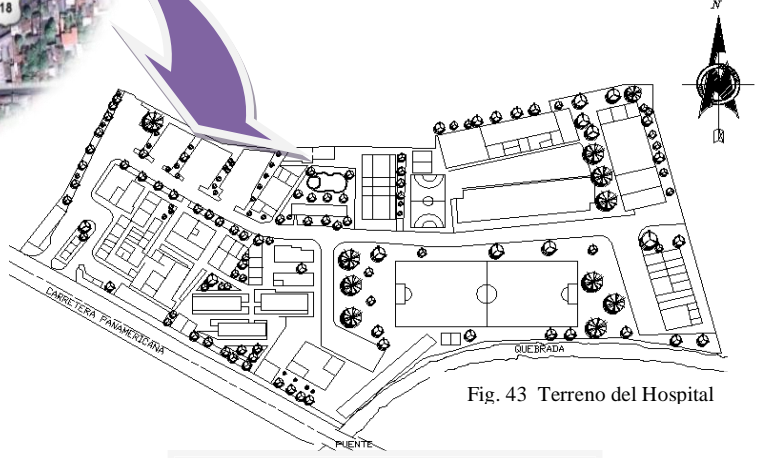 18
N
CARRETERA PANAMERICANA
QUEBRADA
Fig. 43 Terreno del Hospital
PUENTE